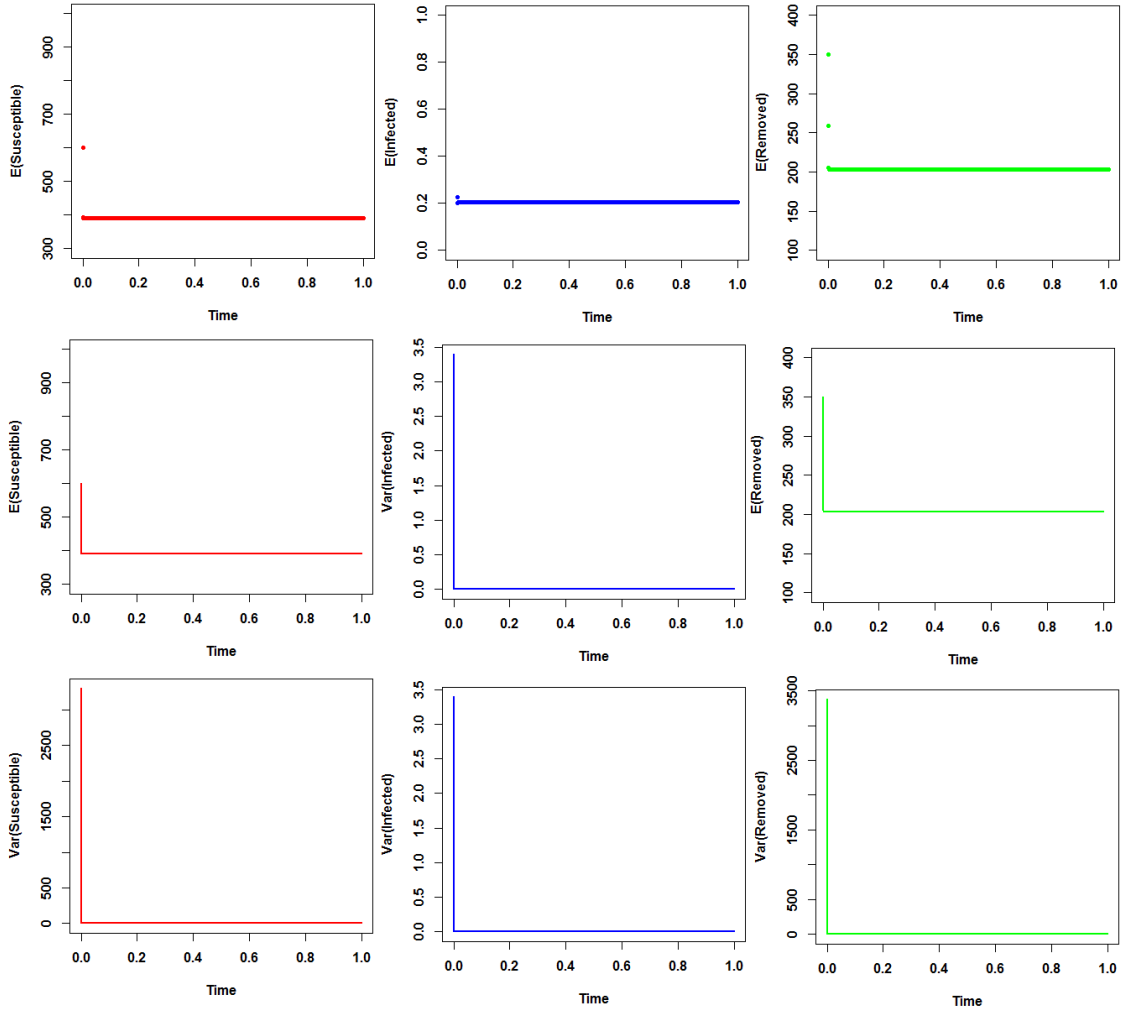 E(Susceptible)
300 500 700 900
0.0 0.2 0.4 0.6 0.8 1.0
Time
E(Infected)
0.0 0.2 0.4 0.6 0.8 1.0
0.0 0.2 0.4 0.6 0.8 1.0
Time
E(Removed)
100 150 200 250 300 350 400
0.0 0.2 0.4 0.6 0.8 1.0
Time
E(Susceptible)
300 500 700 900
0.0 0.2 0.4 0.6 0.8 1.0
Time
Var(Infected)
0.0 0.5 1.0 1.5 2.0 2.5 3.0 3.5
0.0 0.2 0.4 0.6 0.8 1.0
Time
E(Removed)
100 150 200 250 300 350 400
0.0 0.2 0.4 0.6 0.8 1.0
Time
Var(Susceptible)
0 500 1500 2500
0.0 0.2 0.4 0.6 0.8 1.0
Time
Var(Infected)
0.0 0.5 1.0 1.5 2.0 2.5 3.0 3.5
0.0 0.2 0.4 0.6 0.8 1.0
Time
Var(Removed)
0 500 1500 2500 3500
0.0 0.2 0.4 0.6 0.8 1.0
Time